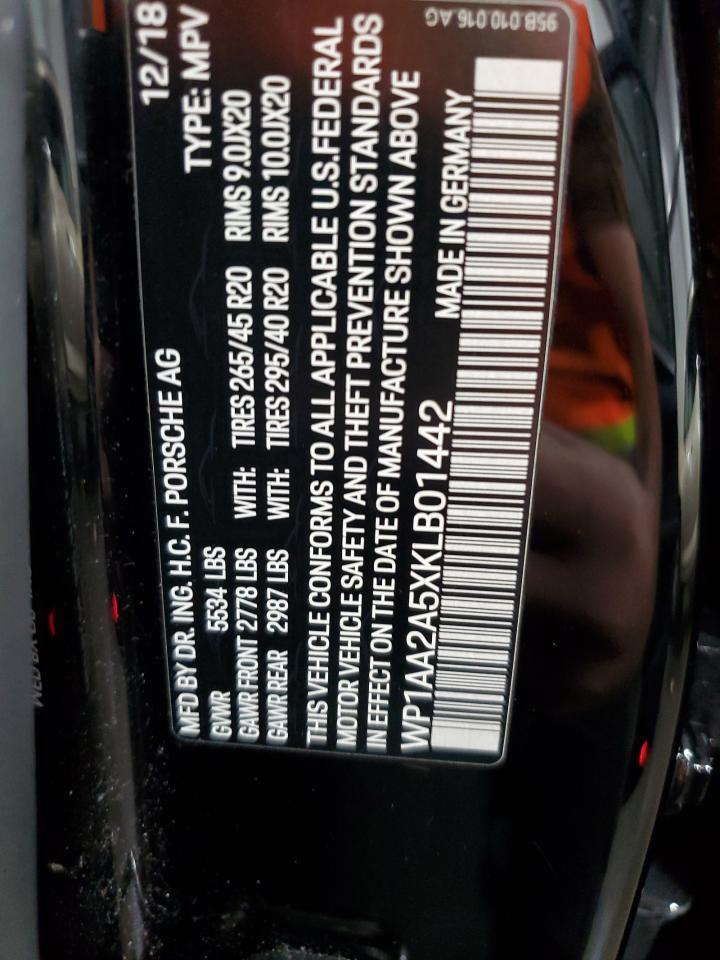 12/18
MFD BY DR. ING. H.C. F. PORSCHE AG TYPE: MPV
GVWR 5534 LBS
GAWR FRONT 2778 LBS WITH: TIRES 265/45 R20 RIMS 9.0JX20
GAWR REAR 2987 LBS WITH: TIRES 295/40 R20 RIMS 10.0JX20
THIS VEHICLE CONFORMS TO ALL APPLICABLE U.S.FEDERAL
MOTOR VEHICLE SAFETY AND THEFT PREVENTION STANDARDS
IN EFFECT ON THE DATE OF MANUFACTURE SHOWN ABOVE
WP1AA2A5XKLB01442 MADE IN GERMANY
95B.010.016.AG